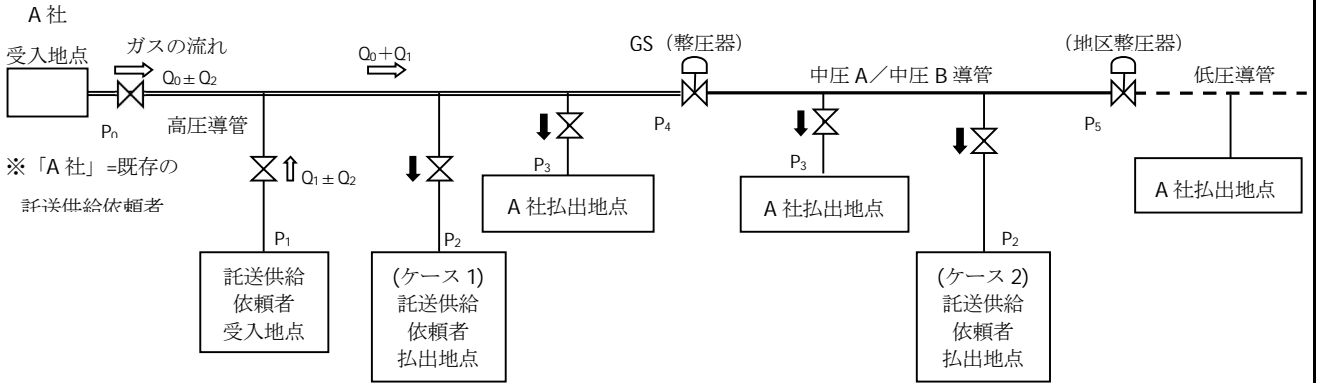 A 社
受入地点
ガスの流れ
Q₀±Q₂
Q₀＋Q₁
GS（整圧器）
（地区整圧器）
中圧 A／中圧 B 導管
低圧導管
P₀
高圧導管
P₄
P₅
※「A 社」=既存の
託送供給依頼者
Q₁±Q₂
P₃
A 社払出地点
P₃
A 社払出地点
A 社払出地点
P₁
託送供給
依頼者
受入地点
P₂
(ケース 1)
託送供給
依頼者
払出地点
P₂
(ケース 2)
託送供給
依頼者
払出地点